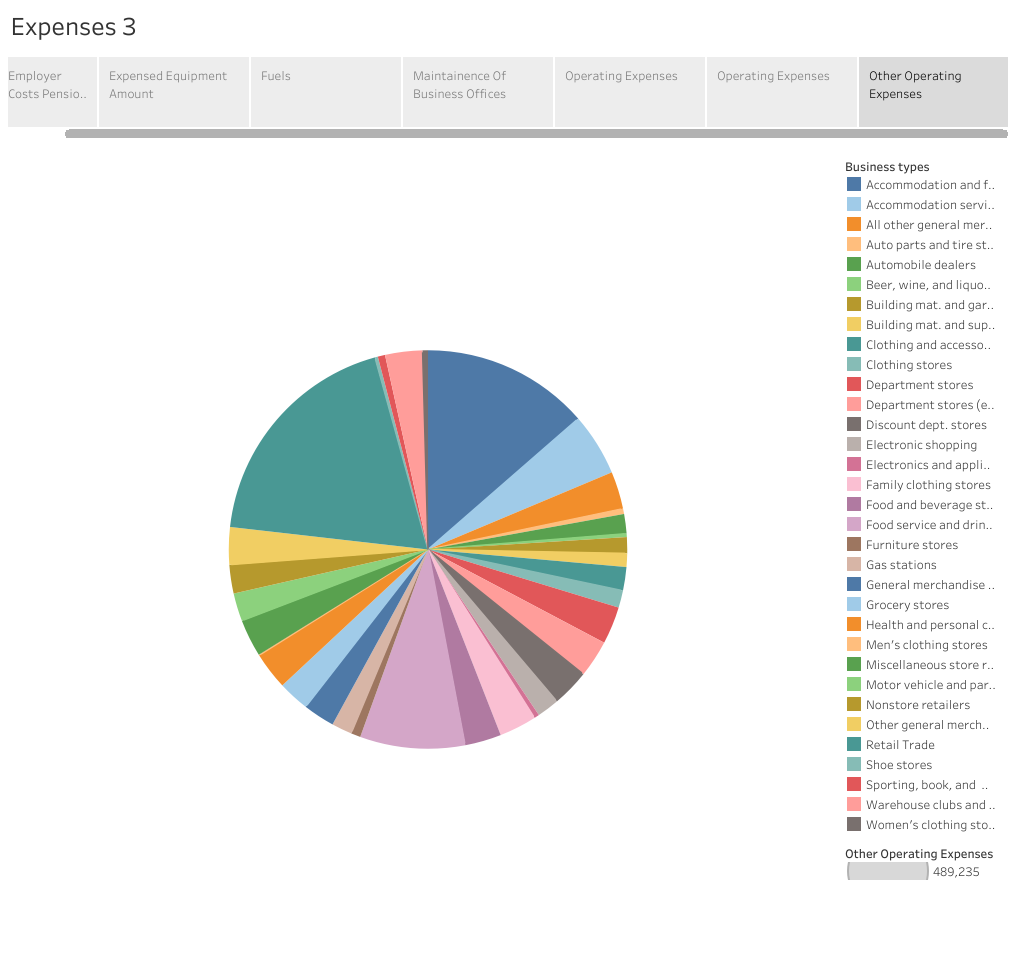 Expenses 3
Employer
Costs Pensio..
Expensed Equipment
Amount
Fuels
Maintainence Of
Business Offices
Operating Expenses
Operating Expenses
Other Operating
Expenses
Business types
Accommodation and f..
Accommodation servi..
All other general mer..
Auto parts and tire st..
Automobile dealers
Beer, wine, and liquo..
Building mat. and gar..
Building mat. and sup..
Clothing and accesso..
Clothing stores
Department stores
Department stores (e..
Discount dept. stores
Electronic shopping
Electronics and appli..
Family clothing stores
Food and beverage st..
Food service and drin..
Furniture stores
Gas stations
General merchandise ..
Grocery stores
Health and personal c..
Men's clothing stores
Miscellaneous store r..
Motor vehicle and par..
Nonstore retailers
Other general merch..
Retail Trade
Shoe stores
Sporting, book, and ..
Warehouse clubs and ..
Women's clothing sto..
Other Operating Expenses
489,235